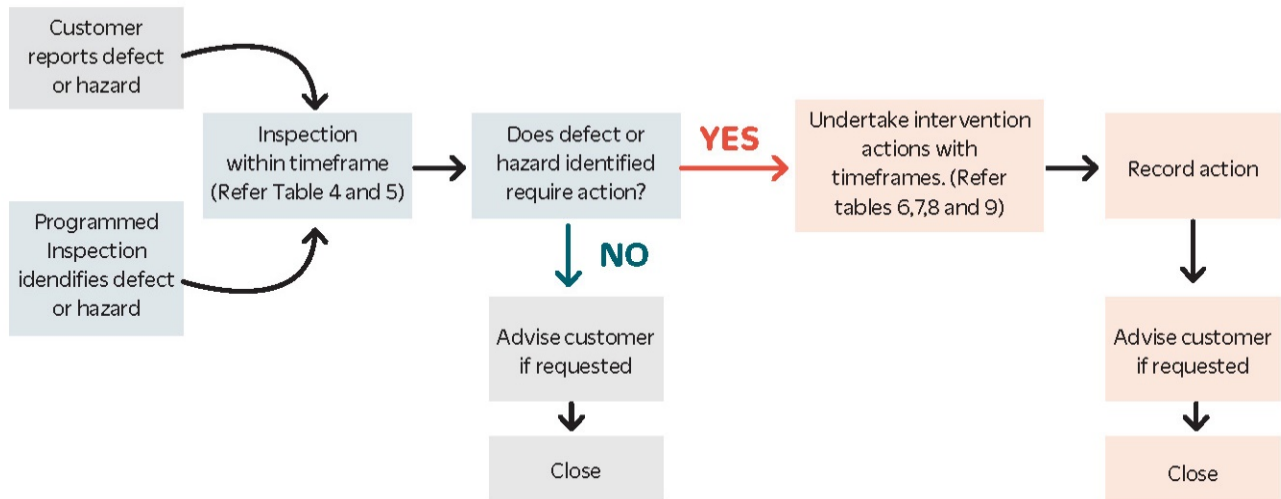 Customer
reports defect
or hazard
Programmed
Inspection
idendifies defect
or hazard
Inspection
within timeframe
(Refer Table 4 and 5)
Does defect or
hazard identified
require action?
YES
NO
Advise customer
if requested
Close
Undertake intervention
actions with
timeframes. (Refer
tables 6,7,8 and 9)
Record action
Advise customer
if requested
Close